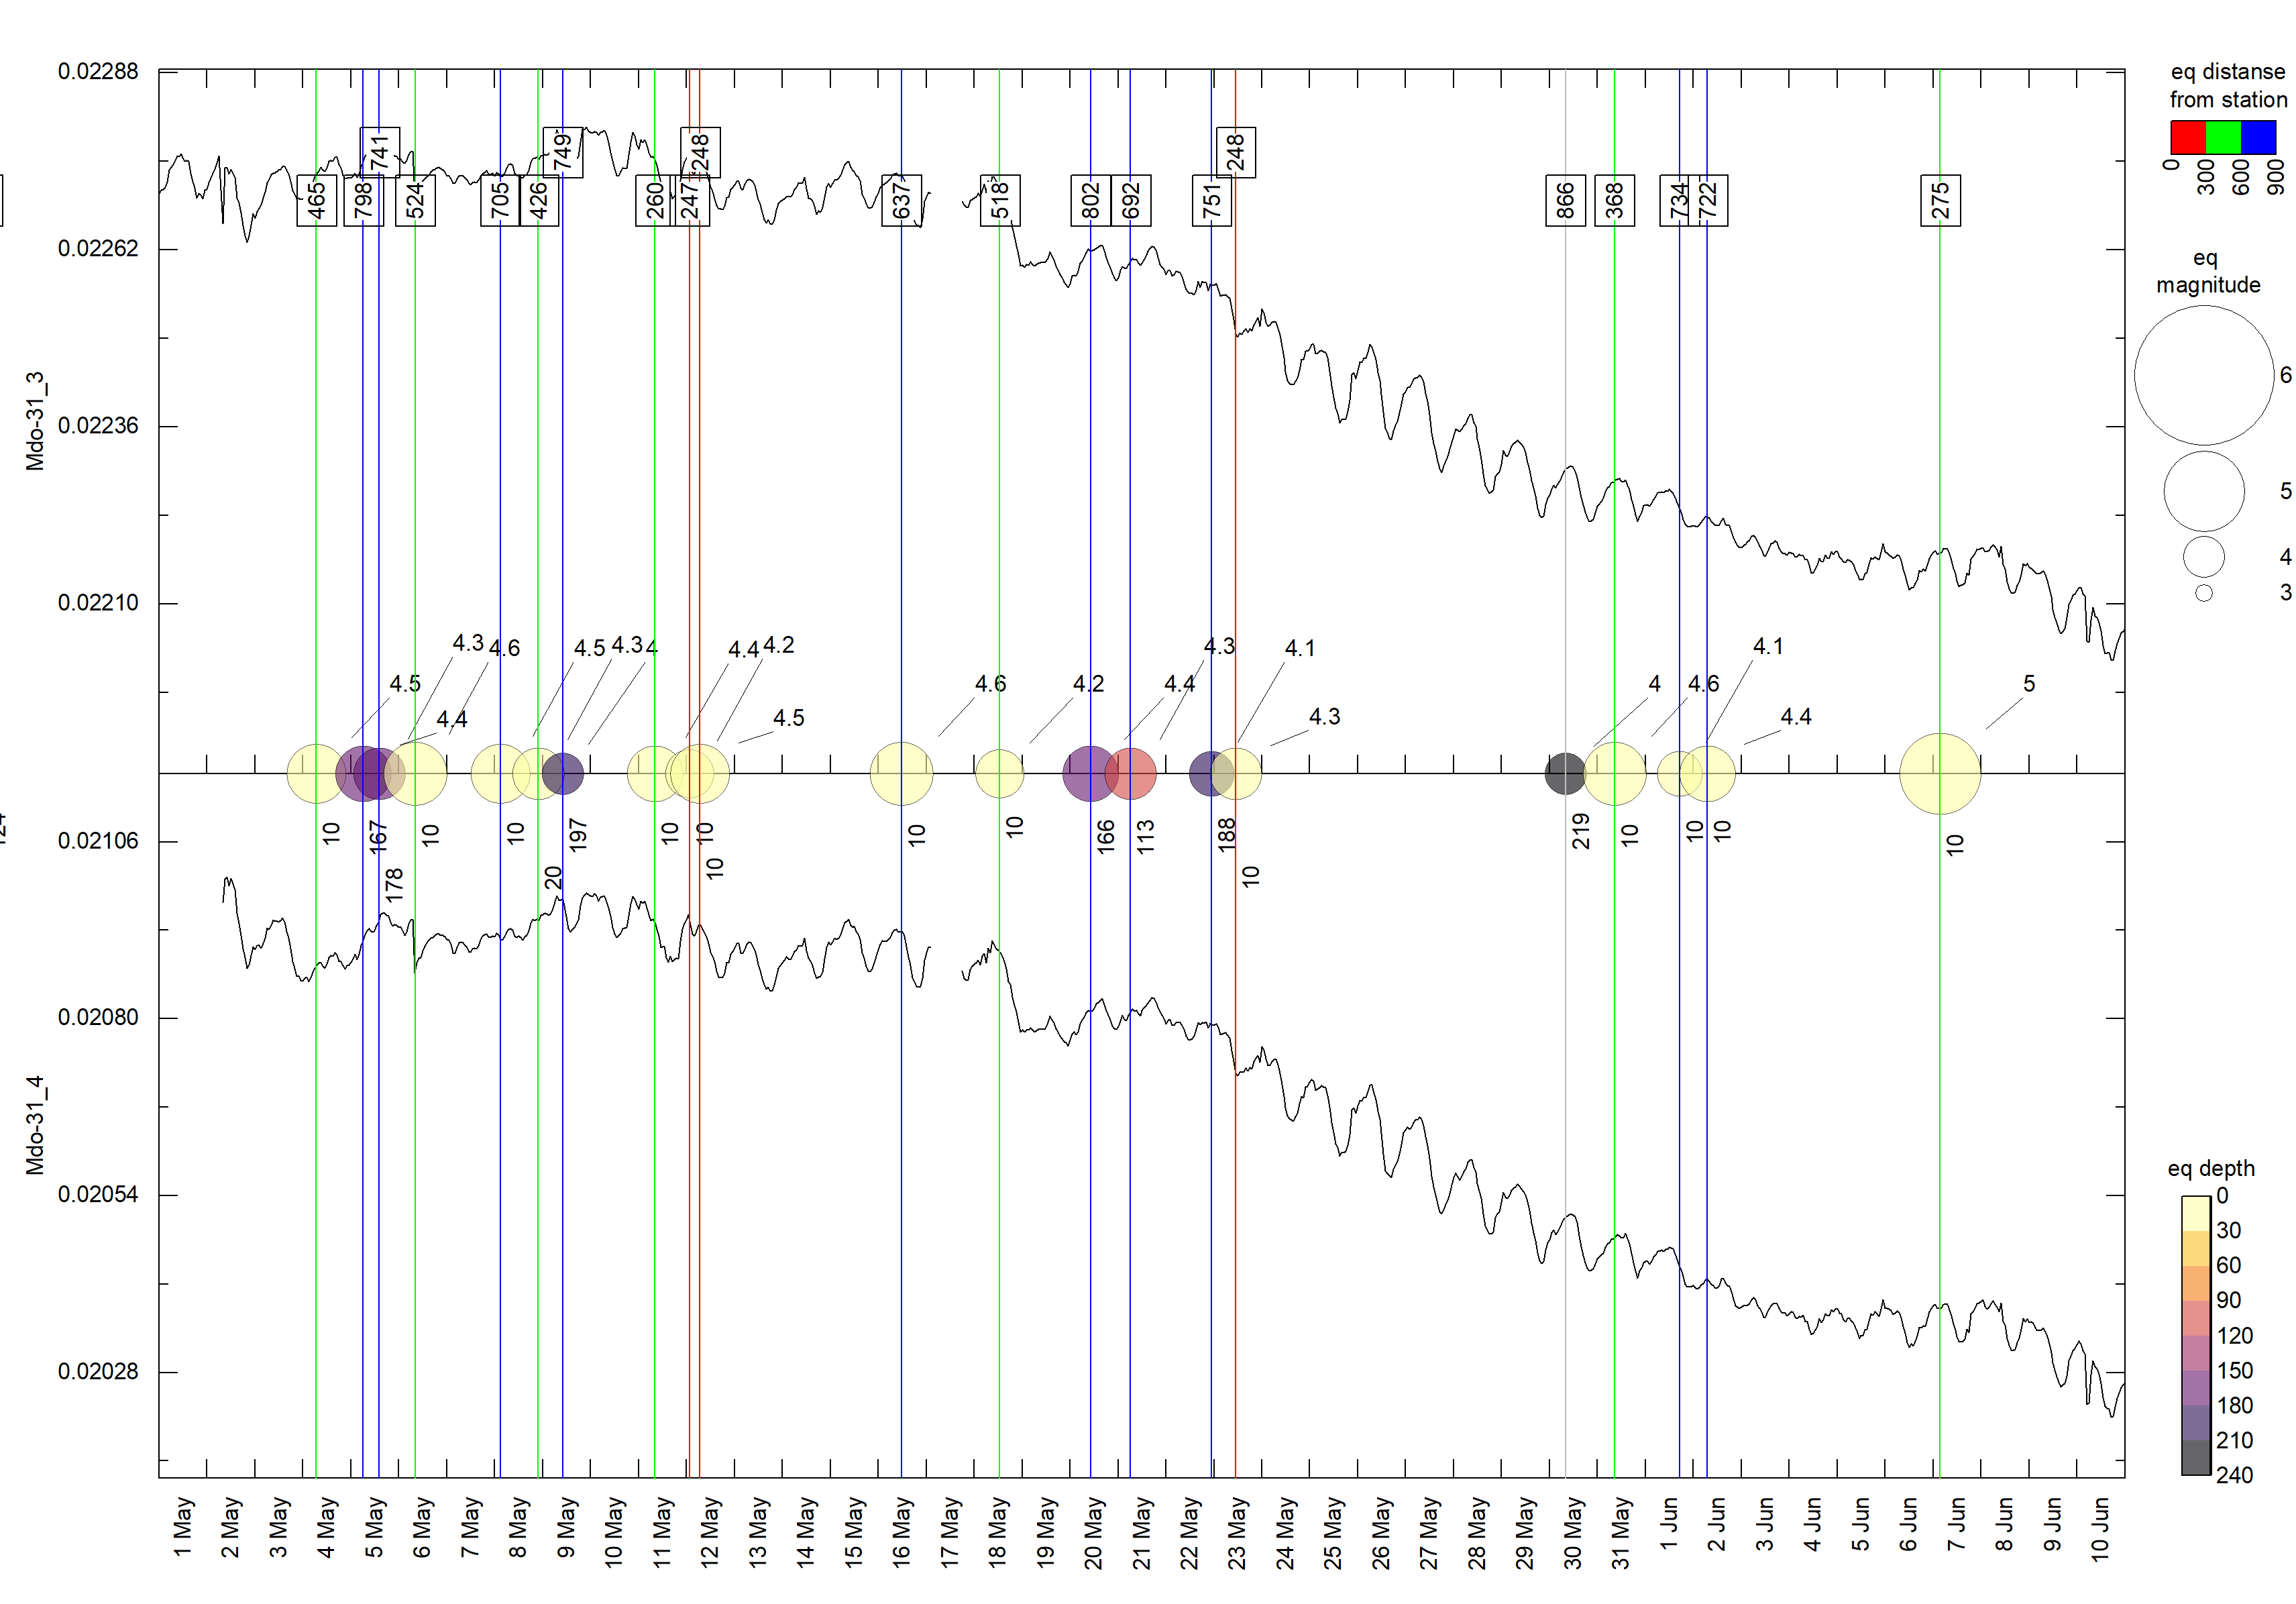 eq distanse
from station
0
300
600
900
eq
magnitude
6
5
4
3
eq depth
0
30
60
90
120
150
180
210
240
0.02288
0.02262
0.02236
0.02210
Mdo-31_3
0.02106
0.02080
0.02054
0.02028
Mdo-31_4
741
749
248
248
465
798
524
705
426
260
247
637
518
802
692
751
866
368
734
722
275
4.3
4.6
4.5
4.3
4
4.4
4.2
4.3
4.1
4.1
4.5
4.6
4.2
4.4
4
4.6
5
4.4
4.5
4.3
4.4
10
167
10
10
197
10
10
10
10
166
113
188
219
10
10
10
10
178
20
10
10
1 May
2 May
3 May
4 May
5 May
6 May
7 May
8 May
9 May
10 May
11 May
12 May
13 May
14 May
15 May
16 May
17 May
18 May
19 May
20 May
21 May
22 May
23 May
24 May
25 May
26 May
27 May
28 May
29 May
30 May
31 May
1 Jun
2 Jun
3 Jun
4 Jun
5 Jun
6 Jun
7 Jun
8 Jun
9 Jun
10 Jun